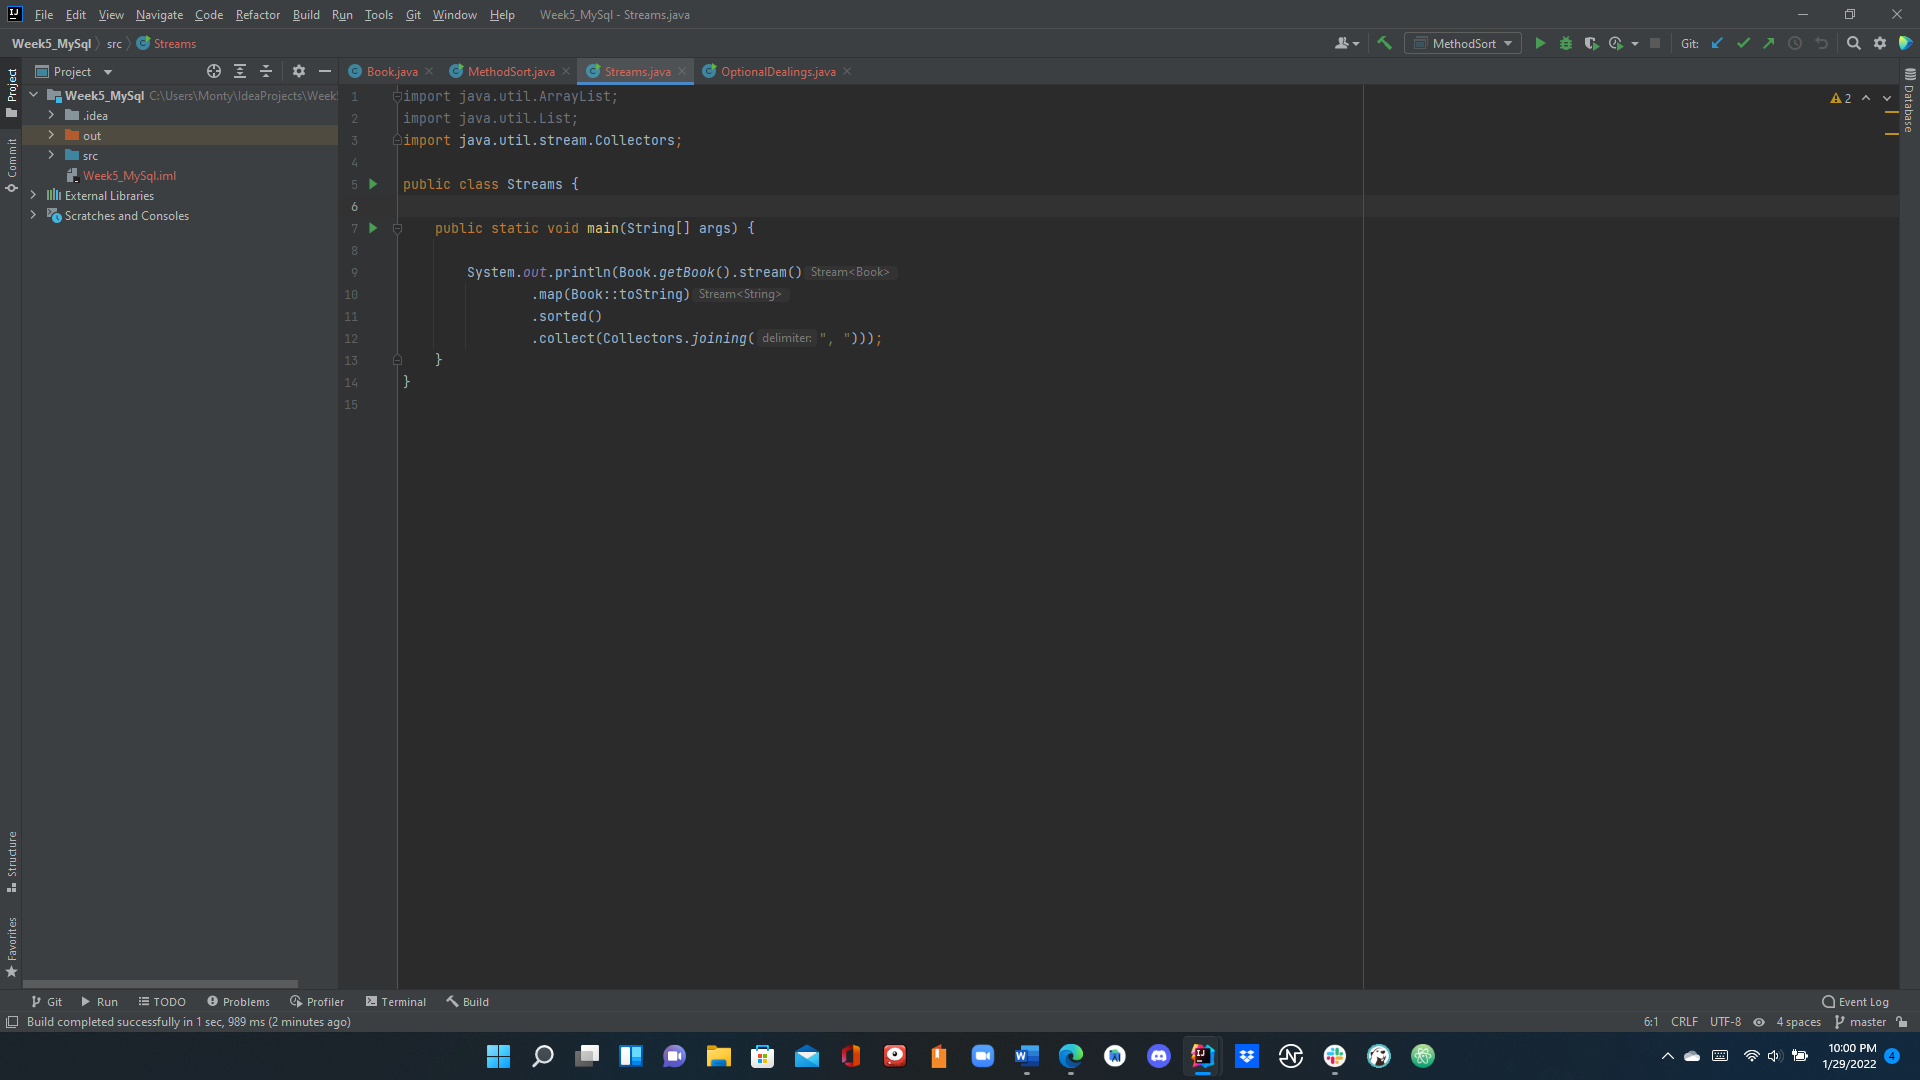 File Edit View Navigate Code Refactor Build Run Tools Git Window Help Week5_MySql - Streams.java
Week5_MySql src Streams MethodSort Git:
Project Book.java MethodSort.java Streams.java OptionalDealings.java
Project
Commit
Structure
Favorites
Database
Week5_MySql C:\Users\Monty\IdeaProjects\Week5
.idea
out
src
Week5_MySql.iml
External Libraries
Scratches and Consoles
2
1 import java.util.ArrayList;
2 import java.util.List;
3 import java.util.stream.Collectors;
4
5 public class Streams {
6
7 public static void main(String[] args) {
8
9 System.out.println(Book.getBook().stream() Stream<Book>
10 .map(Book::toString) Stream<String>
11 .sorted()
12 .collect(Collectors.joining( delimiter: ", ")));
13 }
14 }
15
Git Run TODO Problems Profiler Terminal Build Event Log
Build completed successfully in 1 sec, 989 ms (2 minutes ago) 6:1 CRLF UTF-8 4 spaces master
10:00 PM
1/29/2022 4